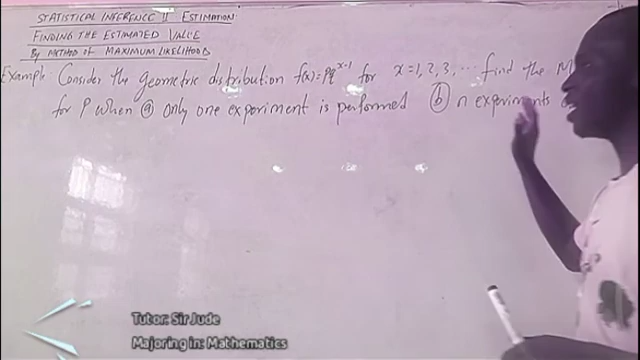 STATISTICAL INFERENCE II ESTIMATION
FINDING THE ESTIMATED VALUE
BY METHOD OF MAXIMUM LIKELIHOOD
Example: Consider the geometric distribution f(x) = pq^{x-1} for x = 1, 2, 3, ... find the
for P when (a) only one experiment is performed (b) n experiments
Tutor: Sir Jude
Majoring in: Mathematics